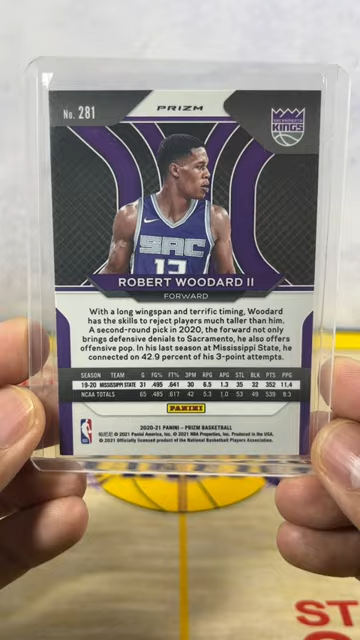 No. 281
PRIZM
SACRAMENTO
KINGS
SAC
12
ROBERT WOODARD II
FORWARD
With a long wingspan and terrific timing, Woodard
has the skills to reject players much taller than him.
A second-round pick in 2020, the forward not only
brings defensive denials to Sacramento, he also offers
offensive pop. In his last season at Mississippi State, he
connected on 42.9 percent of his 3-point attempts.
SEASON TEAM G FG% FT% 3PM RPG APG STL BLK PTS PPG
19-20 MISSISSIPPI STATE 31 .495 .641 30 6.5 1.3 35 32 352 11.4
NCAA TOTALS 65 .485 .617 42 5.3 1.0 53 49 539 8.3
PANINI
2020-21 PANINI – PRIZM BASKETBALL
© 2021 Panini America, Inc. © 2021 NBA Properties, Inc. Produced in the USA.
© 2021 Officially licensed product of the National Basketball Players Association.
ST